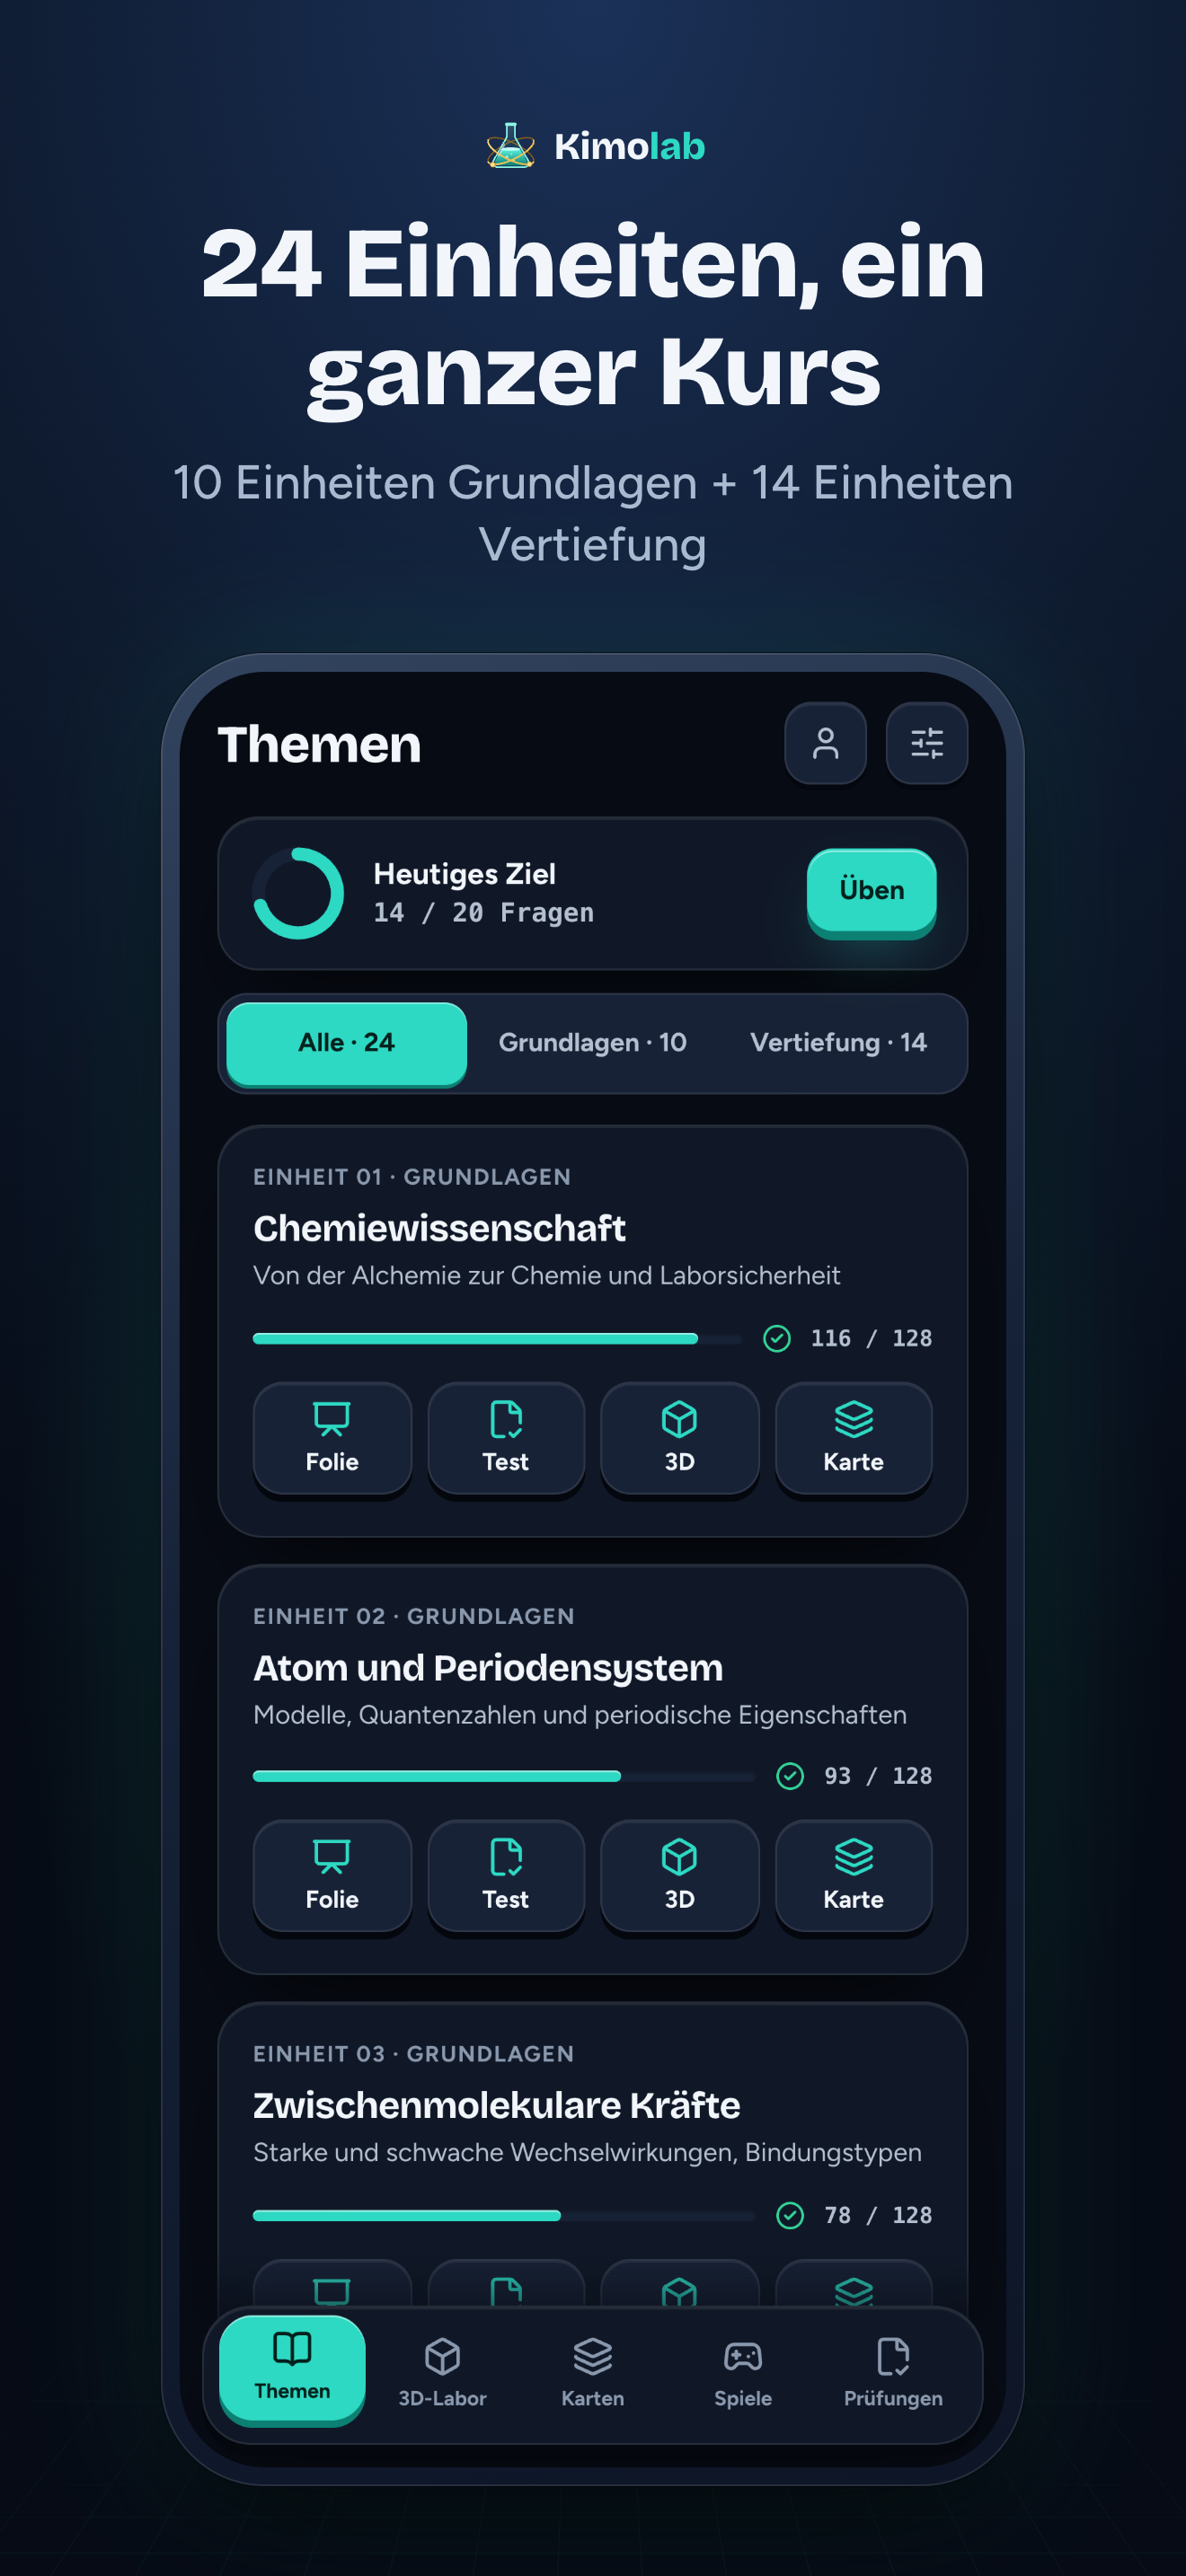 Kimolab
24 Einheiten, ein
ganzer Kurs
10 Einheiten Grundlagen + 14 Einheiten
Vertiefung
Themen
Heutiges Ziel
14 / 20 Fragen
Üben
Alle · 24
Grundlagen · 10
Vertiefung · 14
EINHEIT 01 · GRUNDLAGEN
Chemiewissenschaft
Von der Alchemie zur Chemie und Laborsicherheit
116 / 128
Folie
Test
3D
Karte
EINHEIT 02 · GRUNDLAGEN
Atom und Periodensystem
Modelle, Quantenzahlen und periodische Eigenschaften
93 / 128
Folie
Test
3D
Karte
EINHEIT 03 · GRUNDLAGEN
Zwischenmolekulare Kräfte
Starke und schwache Wechselwirkungen, Bindungstypen
78 / 128
Themen
3D-Labor
Karten
Spiele
Prüfungen